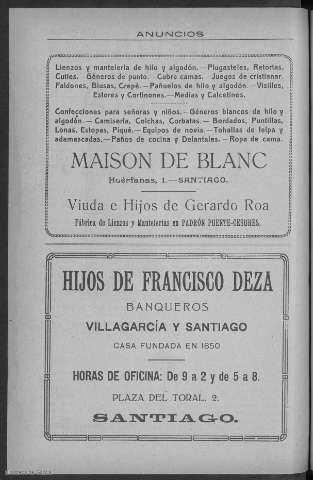 ANUNCIOS
Lienzos y mantelería de hilo y algodón.—Plugasteles, Retortas,
Cutíes. Géneros de punto.—Cubre camas. Juegos de cristianar.
Faldones, Blusas, Crepé.—Pañuelos de hilo y algodón.—Visillos,
Estores y Cortinones.—Medias y Calcetines.
Confecciones para señoras y niños.—Géneros blancos de hilo y
algodón.—Camisería, Colchas, Corbatas.—Bordados, Puntillas,
Lonas, Estopas, Piqué.—Equipos de novia.—Tohallas de felpa y
adamascadas.—Paños de cocina y Delantales.—Ropa de cama.
MAISON DE BLANC
Huérfanas, 1.—SANTIAGO.
Viuda e Hijos de Gerardo Roa
Fábrica de Lienzos y Mantelerías en PADRÓN PUENTE-CESURES.
HIJOS DE FRANCISCO DEZA
BANQUEROS
VILLAGARCÍA Y SANTIAGO
CASA FUNDADA EN 1850
HORAS DE OFICINA: De 9 a 2 y de 5 a 8.
PLAZA DEL TORAL, 2.
SANTIAGO.